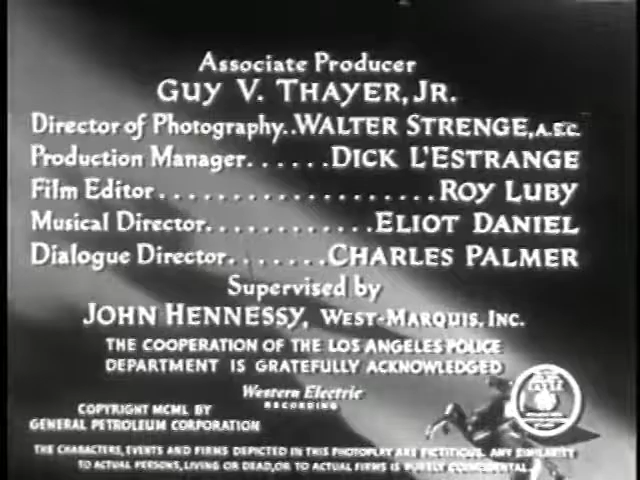 Associate Producer
GUY V. THAYER, JR.
Director of Photography..WALTER STRENGE, A.S.C.
Production Manager......DICK L'ESTRANGE
Film Editor....................ROY LUBY
Musical Director............ELIOT DANIEL
Dialogue Director.......CHARLES PALMER
Supervised by
JOHN HENNESSY, WEST-MARQUIS, INC.
THE COOPERATION OF THE LOS ANGELES POLICE
DEPARTMENT IS GRATEFULLY ACKNOWLEDGED
Western Electric
RECORDING
COPYRIGHT MCML BY
GENERAL PETROLEUM CORPORATION
THE CHARACTERS, EVENTS AND FIRMS DEPICTED IN THIS PHOTOPLAY ARE FICTITIOUS. ANY SIMILARITY
TO ACTUAL PERSONS, LIVING OR DEAD, OR TO ACTUAL FIRMS IS PURELY COINCIDENTAL.